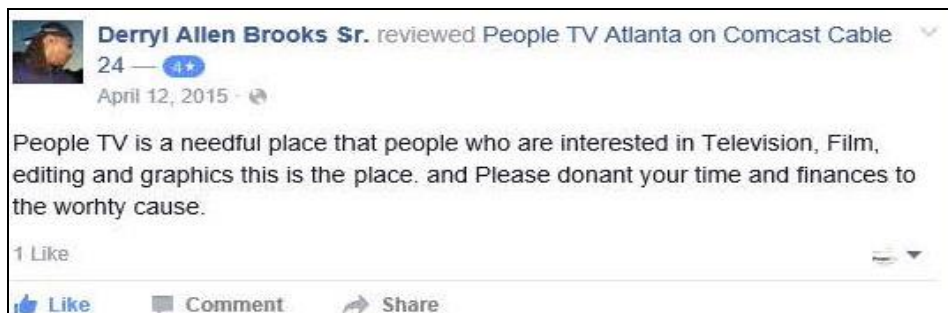 Derryl Allen Brooks Sr. reviewed People TV Atlanta on Comcast Cable
24 — 4★
April 12, 2015 ·
People TV is a needful place that people who are interested in Television, Film,
editing and graphics this is the place. and Please donant your time and finances to
the worhty cause.
1 Like
Like Comment Share